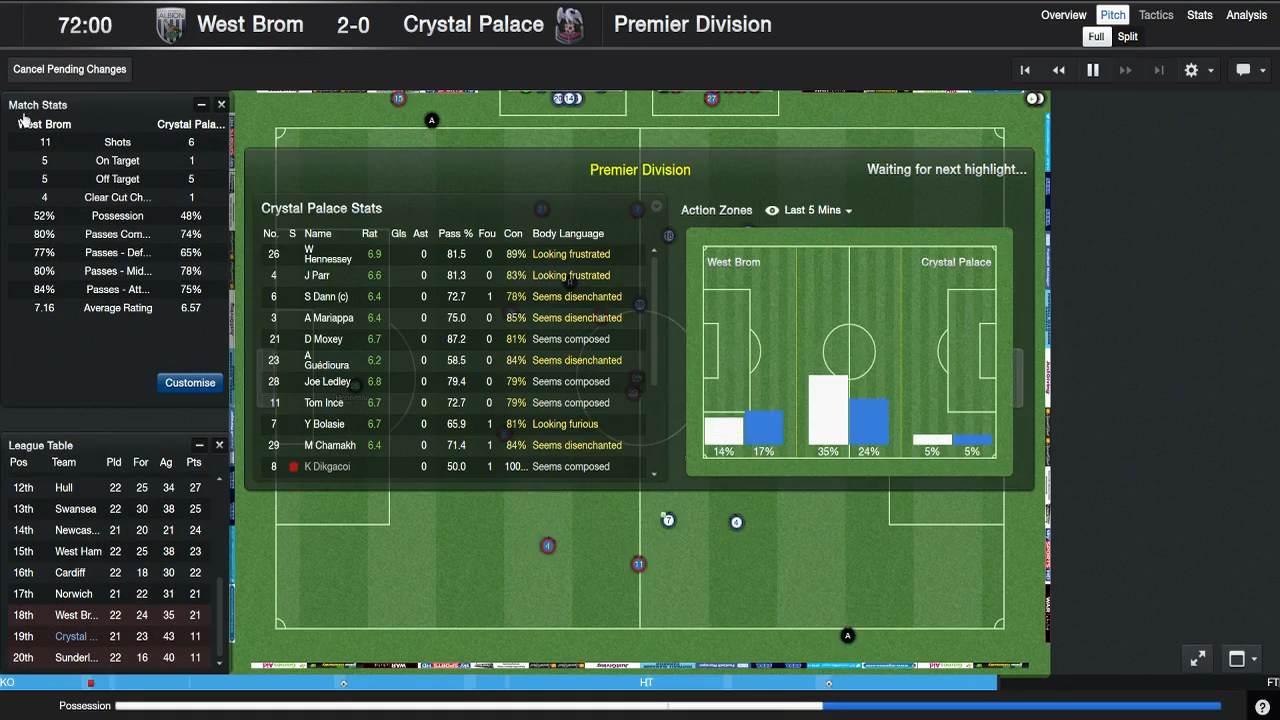 72:00 West Brom 2-0 Crystal Palace Premier Division
Overview Pitch Tactics Stats Analysis
Full Split
Cancel Pending Changes
Match Stats
West Brom Crystal Pala...
11 Shots 6
5 On Target 1
5 Off Target 5
4 Clear Cut Ch... 1
52% Possession 48%
80% Passes Com... 74%
77% Passes - Def... 65%
80% Passes - Mid... 78%
84% Passes - Att... 75%
7.16 Average Rating 6.57
Customise
League Table
Pos Team Pld For Ag Pts
12th Hull 22 25 34 27
13th Swansea 22 30 38 25
14th Newcas... 21 20 21 24
15th West Ham 22 25 38 23
16th Cardiff 22 18 30 22
17th Norwich 21 22 31 21
18th West Br... 22 24 35 21
19th Crystal ... 21 23 43 11
20th Sunder... 22 16 40 11
15
27
A
Premier Division
Waiting for next highlight...
Crystal Palace Stats
No. S Name Rat Gls Ast Pass % Fou Con Body Language
26 W Hennessey 6.9 0 81.5 0 89% Looking frustrated
4 J Parr 6.6 0 81.3 0 83% Looking frustrated
6 S Dann (c) 6.4 0 72.7 1 78% Seems disenchanted
3 A Mariappa 6.4 0 75.0 0 85% Seems disenchanted
21 D Moxey 6.7 0 87.2 0 81% Seems composed
23 A Guédioura 6.2 0 58.5 0 84% Seems disenchanted
28 Joe Ledley 6.8 0 79.4 0 79% Seems composed
11 Tom Ince 6.7 0 72.7 0 79% Seems composed
7 Y Bolasie 6.7 0 65.9 1 81% Looking furious
29 M Chamakh 6.4 0 71.4 1 84% Seems disenchanted
8 K Dikgacoi 0 50.0 1 100... Seems composed
Action Zones Last 5 Mins
West Brom Crystal Palace
14% 17% 35% 24% 5% 5%
7
4
4
11
A
KO HT FT
Possession
?